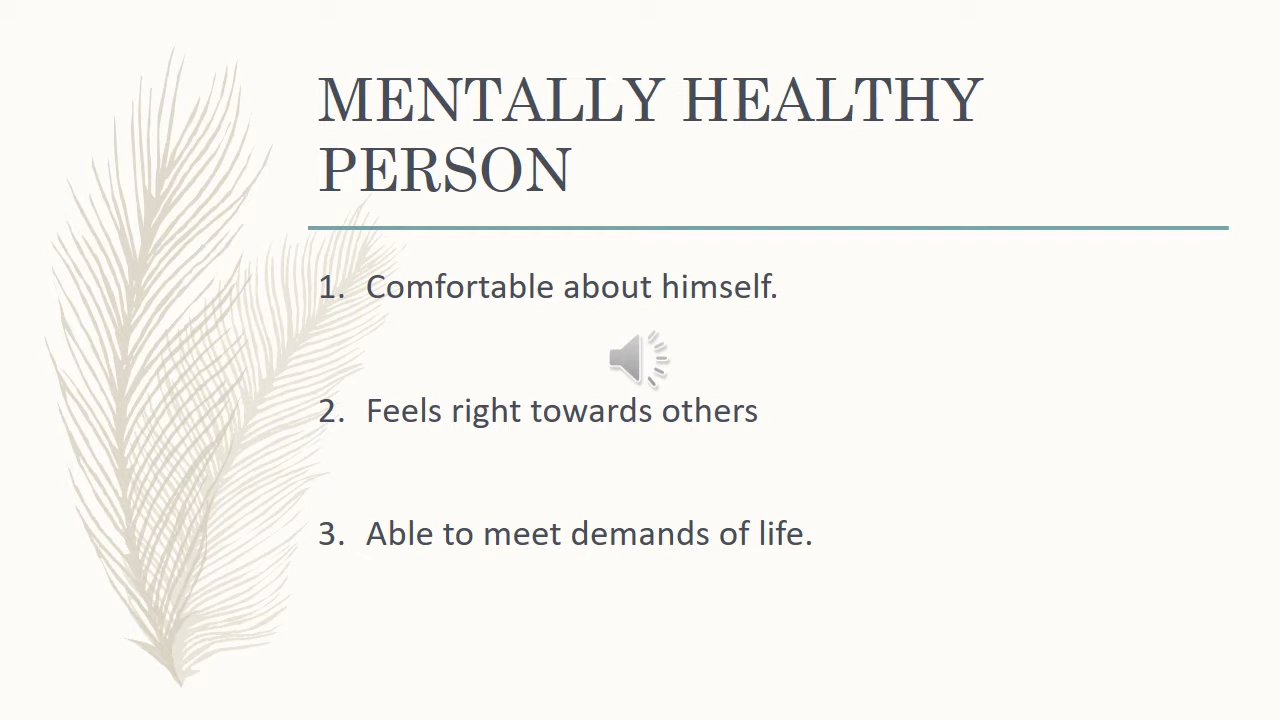 MENTALLY HEALTHY
PERSON
1. Comfortable about himself.
2. Feels right towards others
3. Able to meet demands of life.